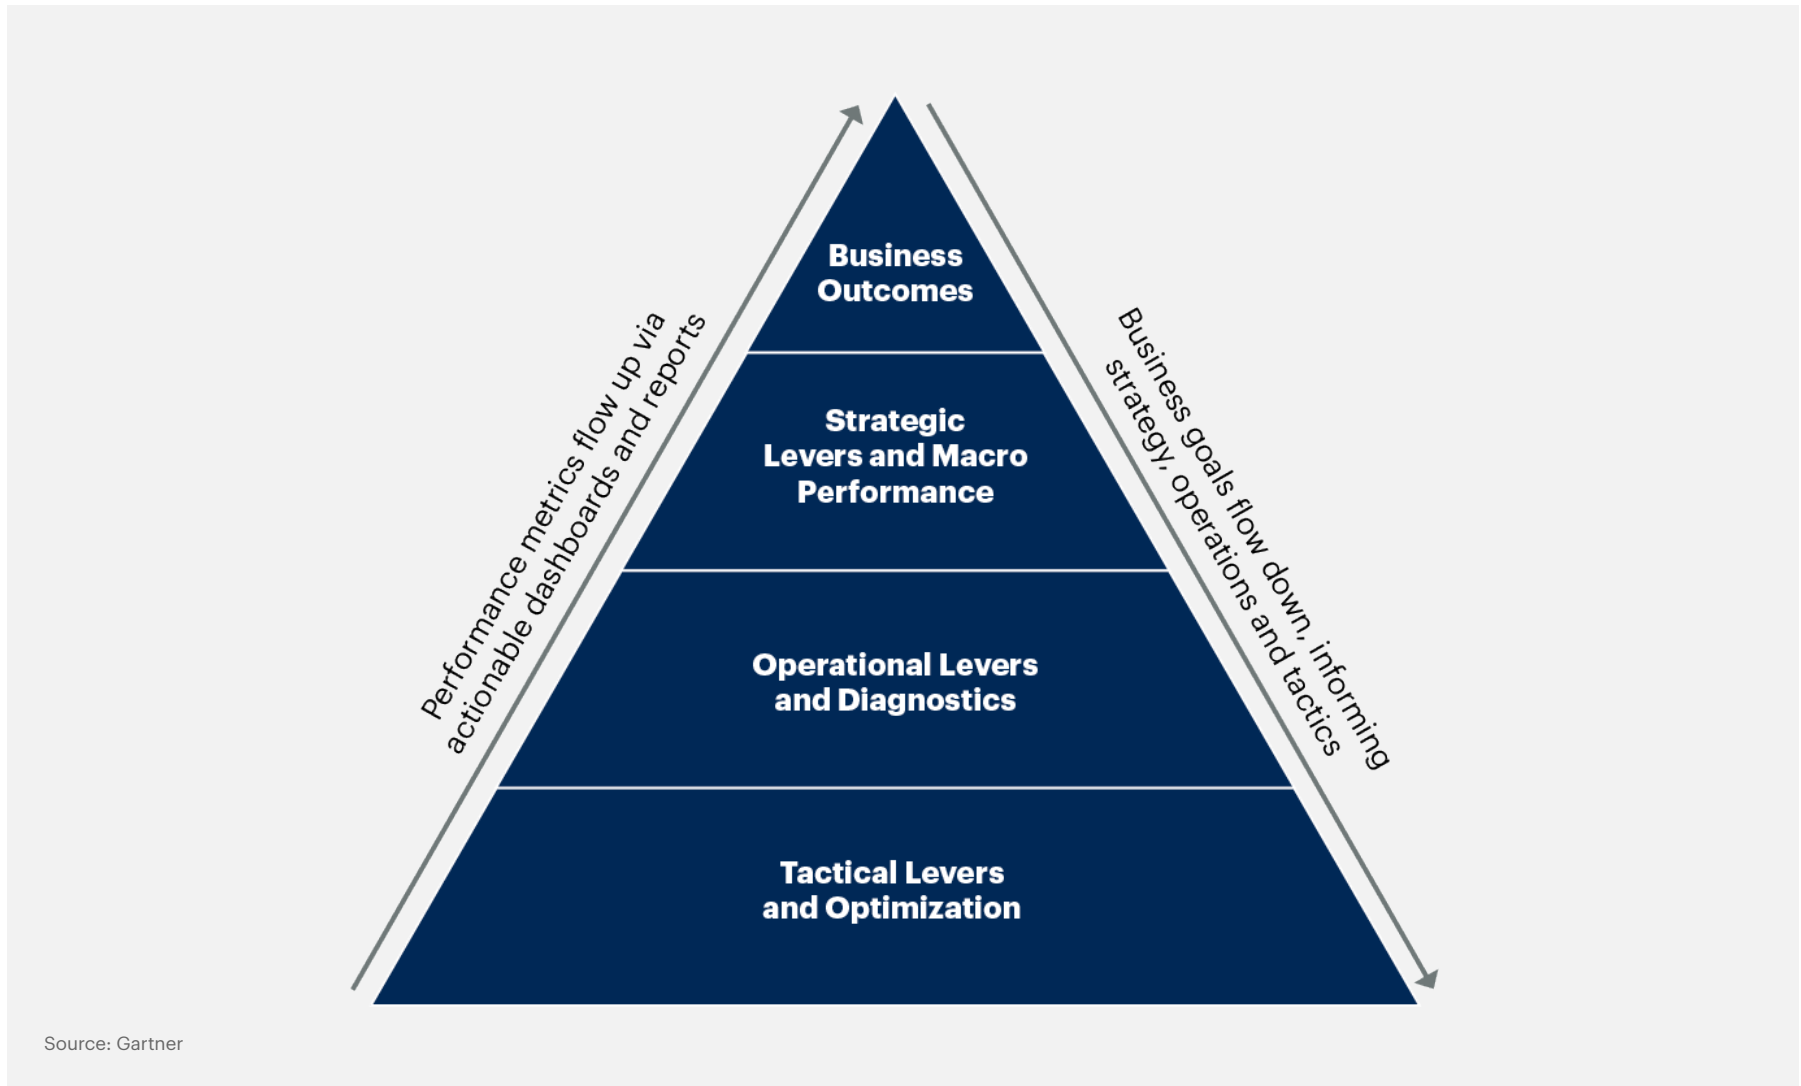 Business
Outcomes
Strategic
Levers and Macro
Performance
Operational Levers
and Diagnostics
Tactical Levers
and Optimization
Performance metrics flow up via
actionable dashboards and reports
Business goals flow down, informing
strategy, operations and tactics
Source: Gartner